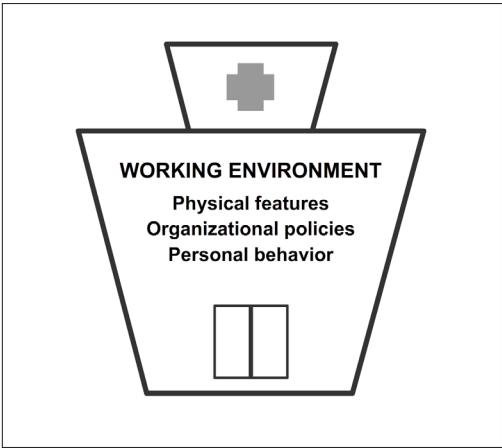 WORKING ENVIRONMENT
Physical features
Organizational policies
Personal behavior